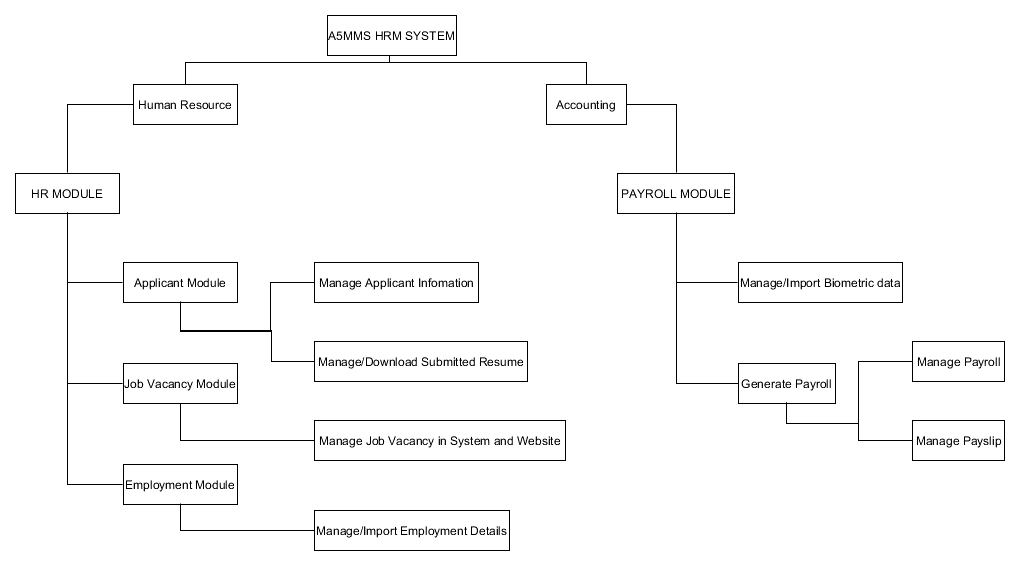 A5MMS HRM SYSTEM
Human Resource
Accounting
HR MODULE
PAYROLL MODULE
Applicant Module
Manage Applicant Infomation
Manage/Import Biometric data
Manage/Download Submitted Resume
Manage Payroll
Job Vacancy Module
Generate Payroll
Manage Job Vacancy in System and Website
Manage Payslip
Employment Module
Manage/Import Employment Details